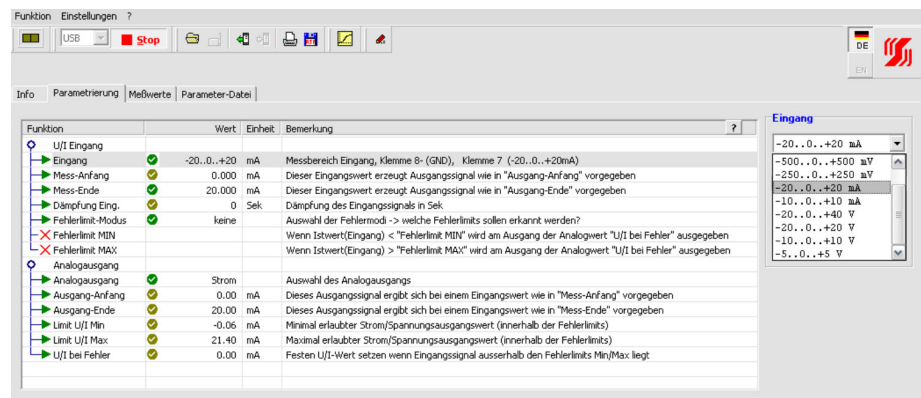 Funktion Einstellungen ?
USB Stop
DE
EN
Info Parametrierung Meßwerte Parameter-Datei
Funktion Wert Einheit Bemerkung ?
U/I Eingang
Eingang -20..0..+20 mA Messbereich Eingang, Klemme 8- (GND), Klemme 7 (-20..0..+20mA)
Mess-Anfang 0.000 mA Dieser Eingangswert erzeugt Ausgangssignal wie in "Ausgang-Anfang" vorgegeben
Mess-Ende 20.000 mA Dieser Eingangswert erzeugt Ausgangssignal wie in "Ausgang-Ende" vorgegeben
Dämpfung Eing. 0 Sek Dämpfung des Eingangssignals in Sek
Fehlerlimit-Modus keine Auswahl der Fehlermodi -> welche Fehlerlimits sollen erkannt werden?
Fehlerlimit MIN Wenn Istwert(Eingang) < "Fehlerlimit MIN" wird am Ausgang der Analogwert "U/I bei Fehler" ausgegeben
Fehlerlimit MAX Wenn Istwert(Eingang) > "Fehlerlimit MAX" wird am Ausgang der Analogwert "U/I bei Fehler" ausgegeben
Analogausgang
Analogausgang Strom Auswahl des Analogausgangs
Ausgang-Anfang 0.00 mA Dieses Ausgangssignal ergibt sich bei einem Eingangswert wie in "Mess-Anfang" vorgegeben
Ausgang-Ende 20.00 mA Dieses Ausgangssignal ergibt sich bei einem Eingangswert wie in "Mess-Ende" vorgegeben
Limit U/I Min -0.06 mA Minimal erlaubter Strom/Spannungsausgangswert (innerhalb der Fehlerlimits)
Limit U/I Max 21.40 mA Maximal erlaubter Strom/Spannungsausgangswert (innerhalb der Fehlerlimits)
U/I bei Fehler 0.00 mA Festen U/I-Wert setzen wenn Eingangssignal ausserhalb den Fehlerlimits Min/Max liegt
Eingang
-20..0..+20 mA
-500..0..+500 mV
-250..0..+250 mV
-20..0..+20 mA
-10..0..+10 mA
-20..0..+40 V
-20..0..+20 V
-10..0..+10 V
-5..0..+5 V